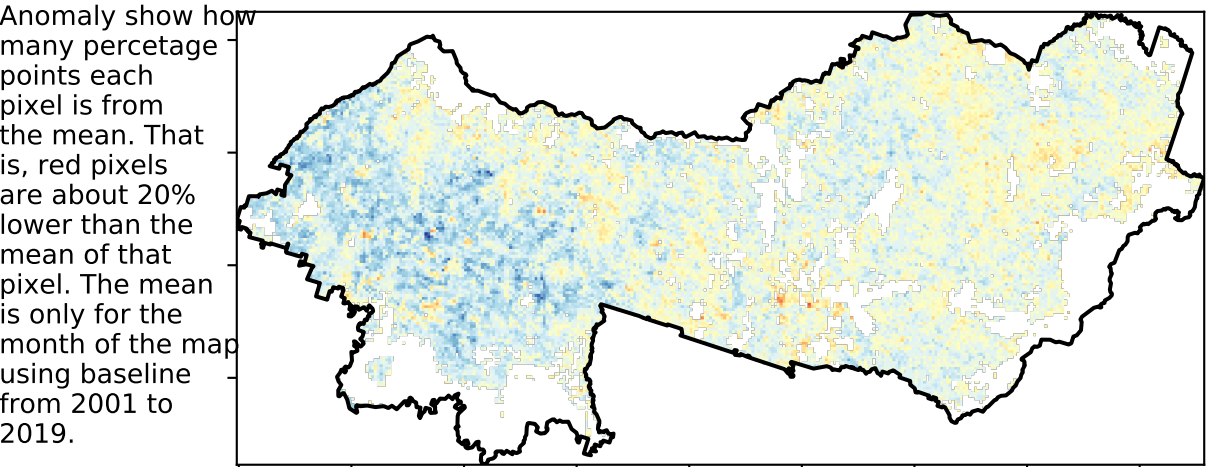 Anomaly show how
many percetage
points each
pixel is from
the mean. That
is, red pixels
are about 20%
lower than the
mean of that
pixel. The mean
is only for the
month of the map
using baseline
from 2001 to
2019.